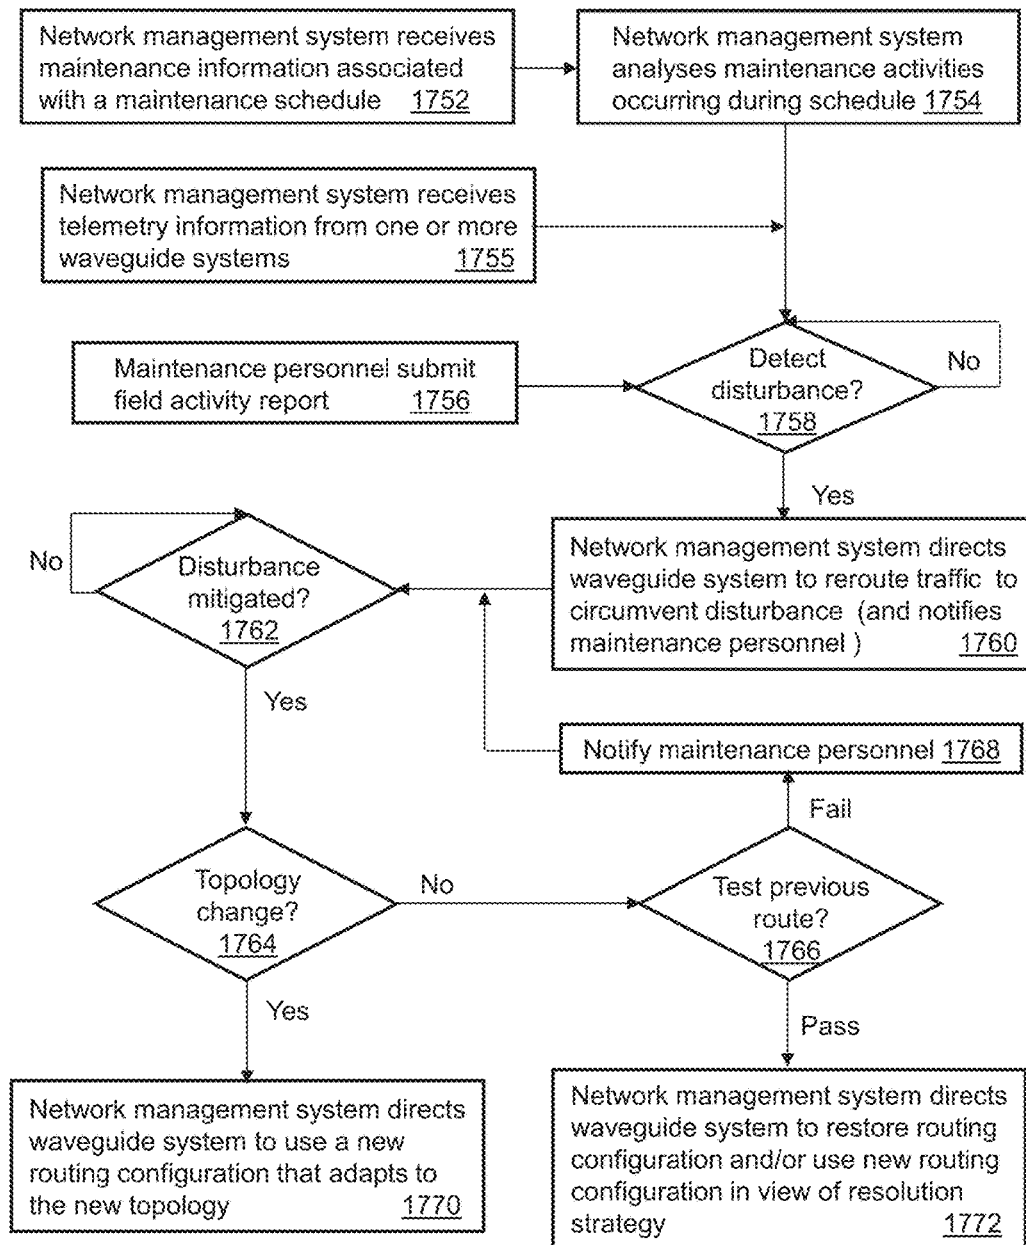 Network management system receives
maintenance information associated
with a maintenance schedule 1752
Network management system
analyses maintenance activities
occurring during schedule 1754
Network management system receives
telemetry information from one or more
waveguide systems 1755
Maintenance personnel submit
field activity report 1756
Detect
disturbance?
1758
No
Yes
Network management system directs
waveguide system to reroute traffic to
circumvent disturbance (and notifies
maintenance personnel ) 1760
Disturbance
mitigated?
1762
No
Yes
Notify maintenance personnel 1768
Fail
Topology
change?
1764
No
Test previous
route?
1766
Yes
Pass
Network management system directs
waveguide system to use a new
routing configuration that adapts to
the new topology 1770
Network management system directs
waveguide system to restore routing
configuration and/or use new routing
configuration in view of resolution
strategy 1772